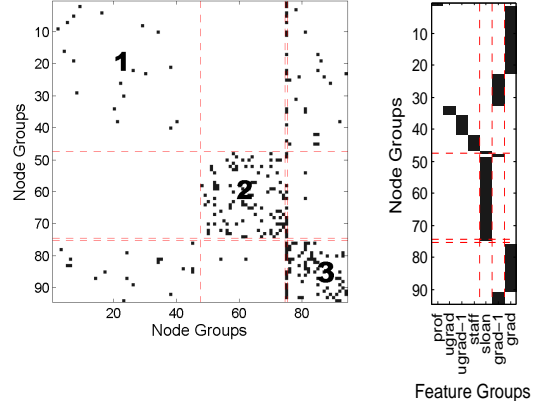 10
20
30
40
50
60
70
80
90
Node Groups
1
2
3
20 40 60 80
Node Groups
10
20
30
40
50
60
70
80
90
Node Groups
prof
ugrad
ugrad-1
staff
sloan
grad-1
grad
Feature Groups